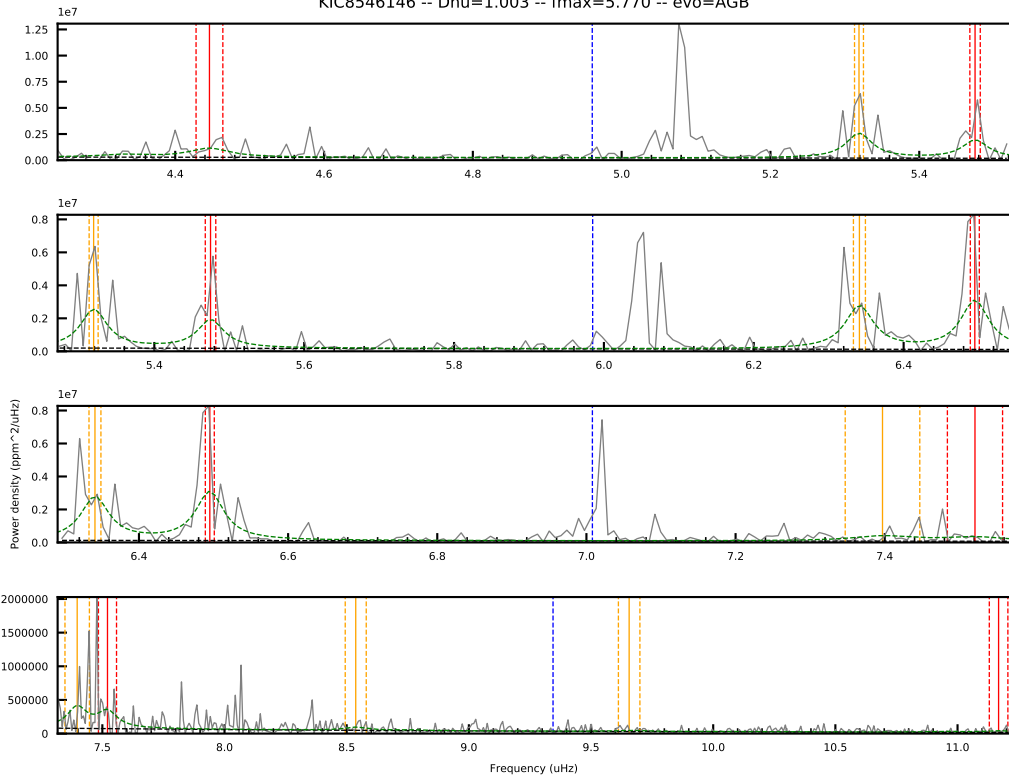 KIC8546146 -- Dnu=1.003 -- fmax=5.770 -- evo=AGB
1e7
1.25
1.00
0.75
0.50
0.25
0.00
4.4 4.6 4.8 5.0 5.2 5.4
1e7
0.8
0.6
0.4
0.2
0.0
5.4 5.6 5.8 6.0 6.2 6.4
1e7
0.8
0.6
0.4
0.2
0.0
6.4 6.6 6.8 7.0 7.2 7.4
Power density (ppm^2/uHz)
2000000
1500000
1000000
500000
0
7.5 8.0 8.5 9.0 9.5 10.0 10.5 11.0
Frequency (uHz)